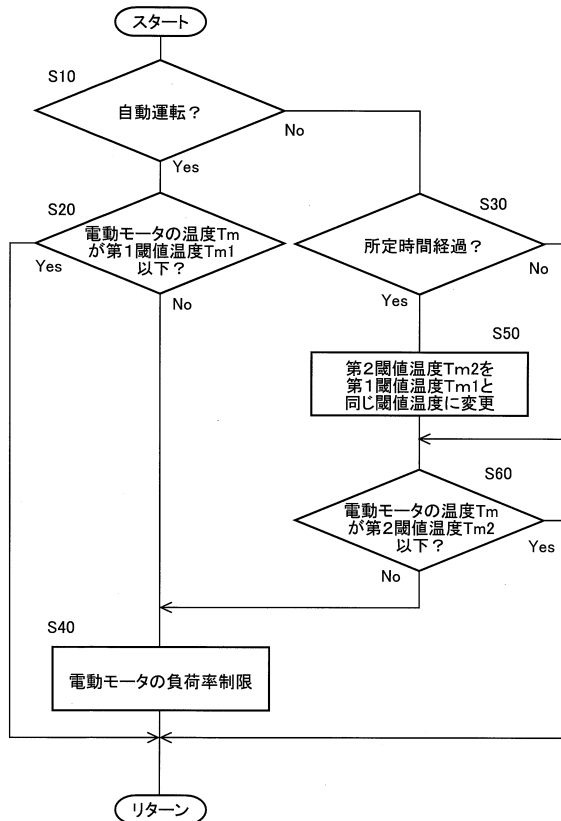 スタート
S10
自動運転？
No
Yes
S20
電動モータの温度Tm
が第1閾値温度Tm1
以下？
Yes
No
S30
所定時間経過？
No
Yes
S50
第2閾値温度Tm2を
第1閾値温度Tm1と
同じ閾値温度に変更
S60
電動モータの温度Tm
が第2閾値温度Tm2
以下？
Yes
No
S40
電動モータの負荷率制限
リターン